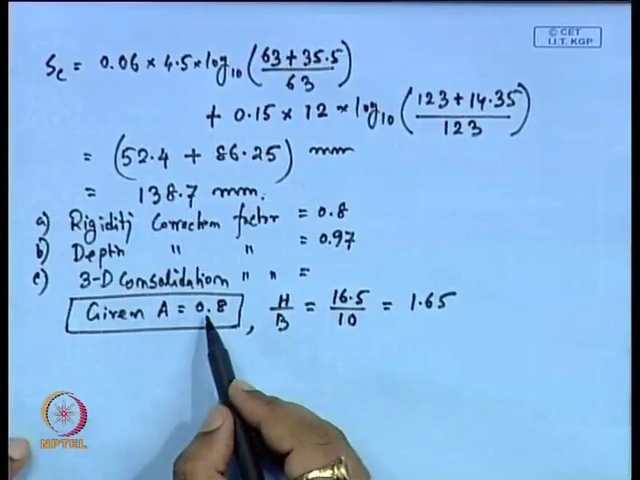 © CET
I.I.T. KGP
Sc = 0.06 × 4.5 × log10 ((63 + 35.5)/63)
+ 0.15 × 12 × log10 ((123 + 14.35)/123)
= (52.4 + 86.25) mm
= 138.7 mm.
a) Rigidity Correction factor = 0.8
b) Depth " " = 0.97
c) 3-D Consolidation " " =
Given A = 0.8 , H/B = 16.5/10 = 1.65
NPTEL